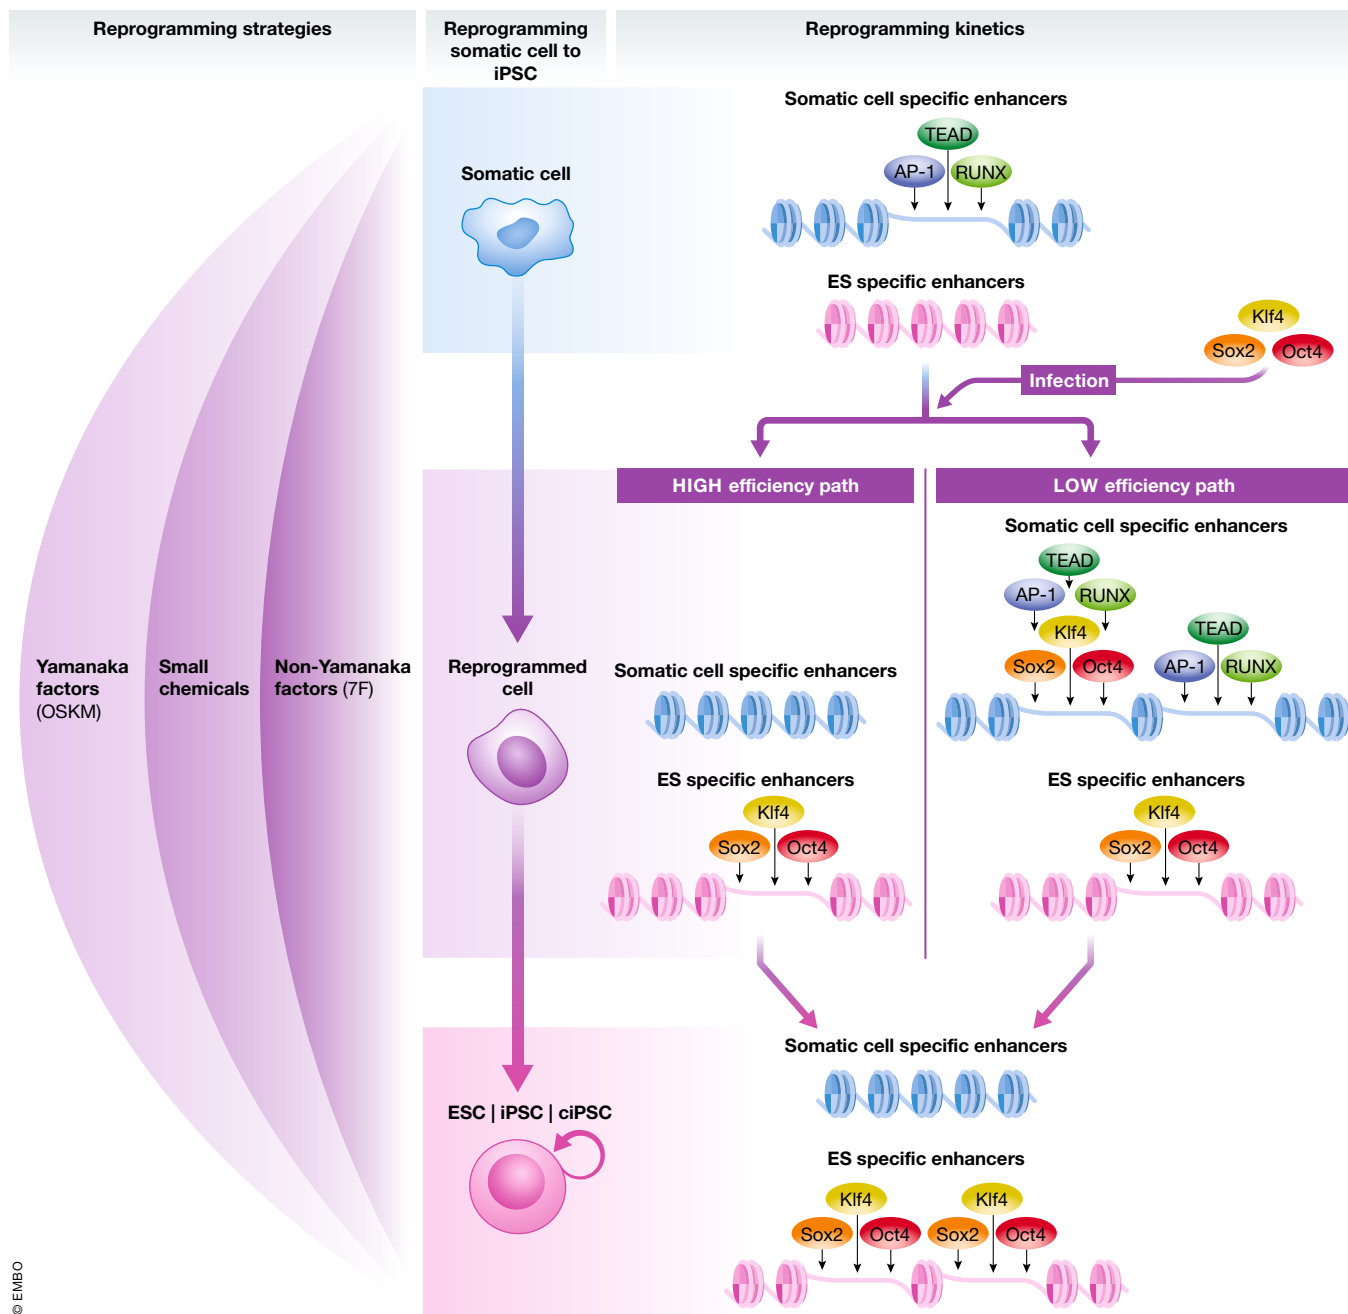 Reprogramming strategies
Reprogramming
somatic cell to
iPSC
Reprogramming kinetics
Somatic cell specific enhancers
TEAD
AP-1
RUNX
Somatic cell
ES specific enhancers
Klf4
Sox2
Oct4
Infection
HIGH efficiency path
LOW efficiency path
Somatic cell specific enhancers
TEAD
AP-1
RUNX
Klf4
Sox2
Oct4
TEAD
AP-1
RUNX
Yamanaka
factors
(OSKM)
Small
chemicals
Non-Yamanaka
factors (7F)
Reprogrammed
cell
Somatic cell specific enhancers
ES specific enhancers
Klf4
Sox2
Oct4
ES specific enhancers
Klf4
Sox2
Oct4
Somatic cell specific enhancers
ESC | iPSC | ciPSC
ES specific enhancers
Klf4
Sox2
Oct4
Klf4
Sox2
Oct4
© EMBO